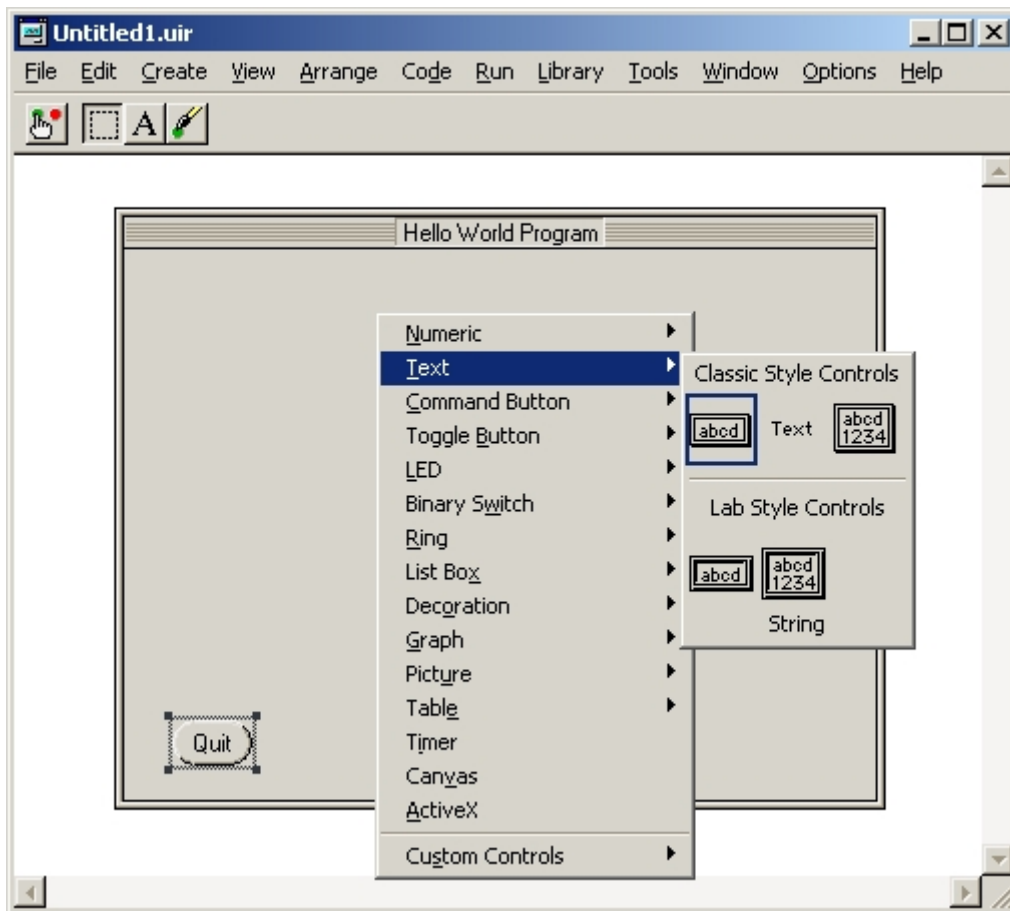 Untitled1.uir
File Edit Create View Arrange Code Run Library Tools Window Options Help
A
Hello World Program
Numeric
Text
Command Button
Toggle Button
LED
Binary Switch
Ring
List Box
Decoration
Graph
Picture
Table
Timer
Canvas
ActiveX
Custom Controls
Classic Style Controls
abcd Text abcd
1234
Lab Style Controls
abcd abcd
1234
String
Quit